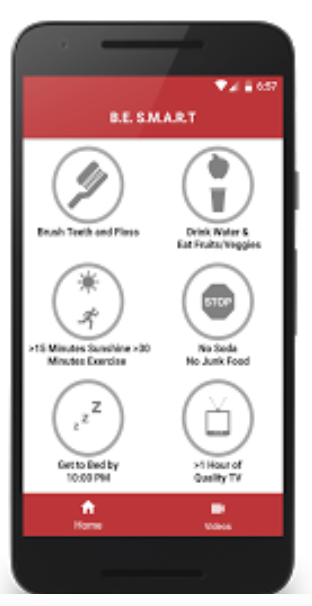 6:57
B.E. S.M.A.R.T
Brush Teeth and Floss
Drink Water &
Eat Fruits/Veggies
>15 Minutes Sunshine >30
Minutes Exercise
STOP
No Soda
No Junk Food
z z Z
Get to Bed by
10:00 PM
>1 Hour of
Quality TV
Home
Videos